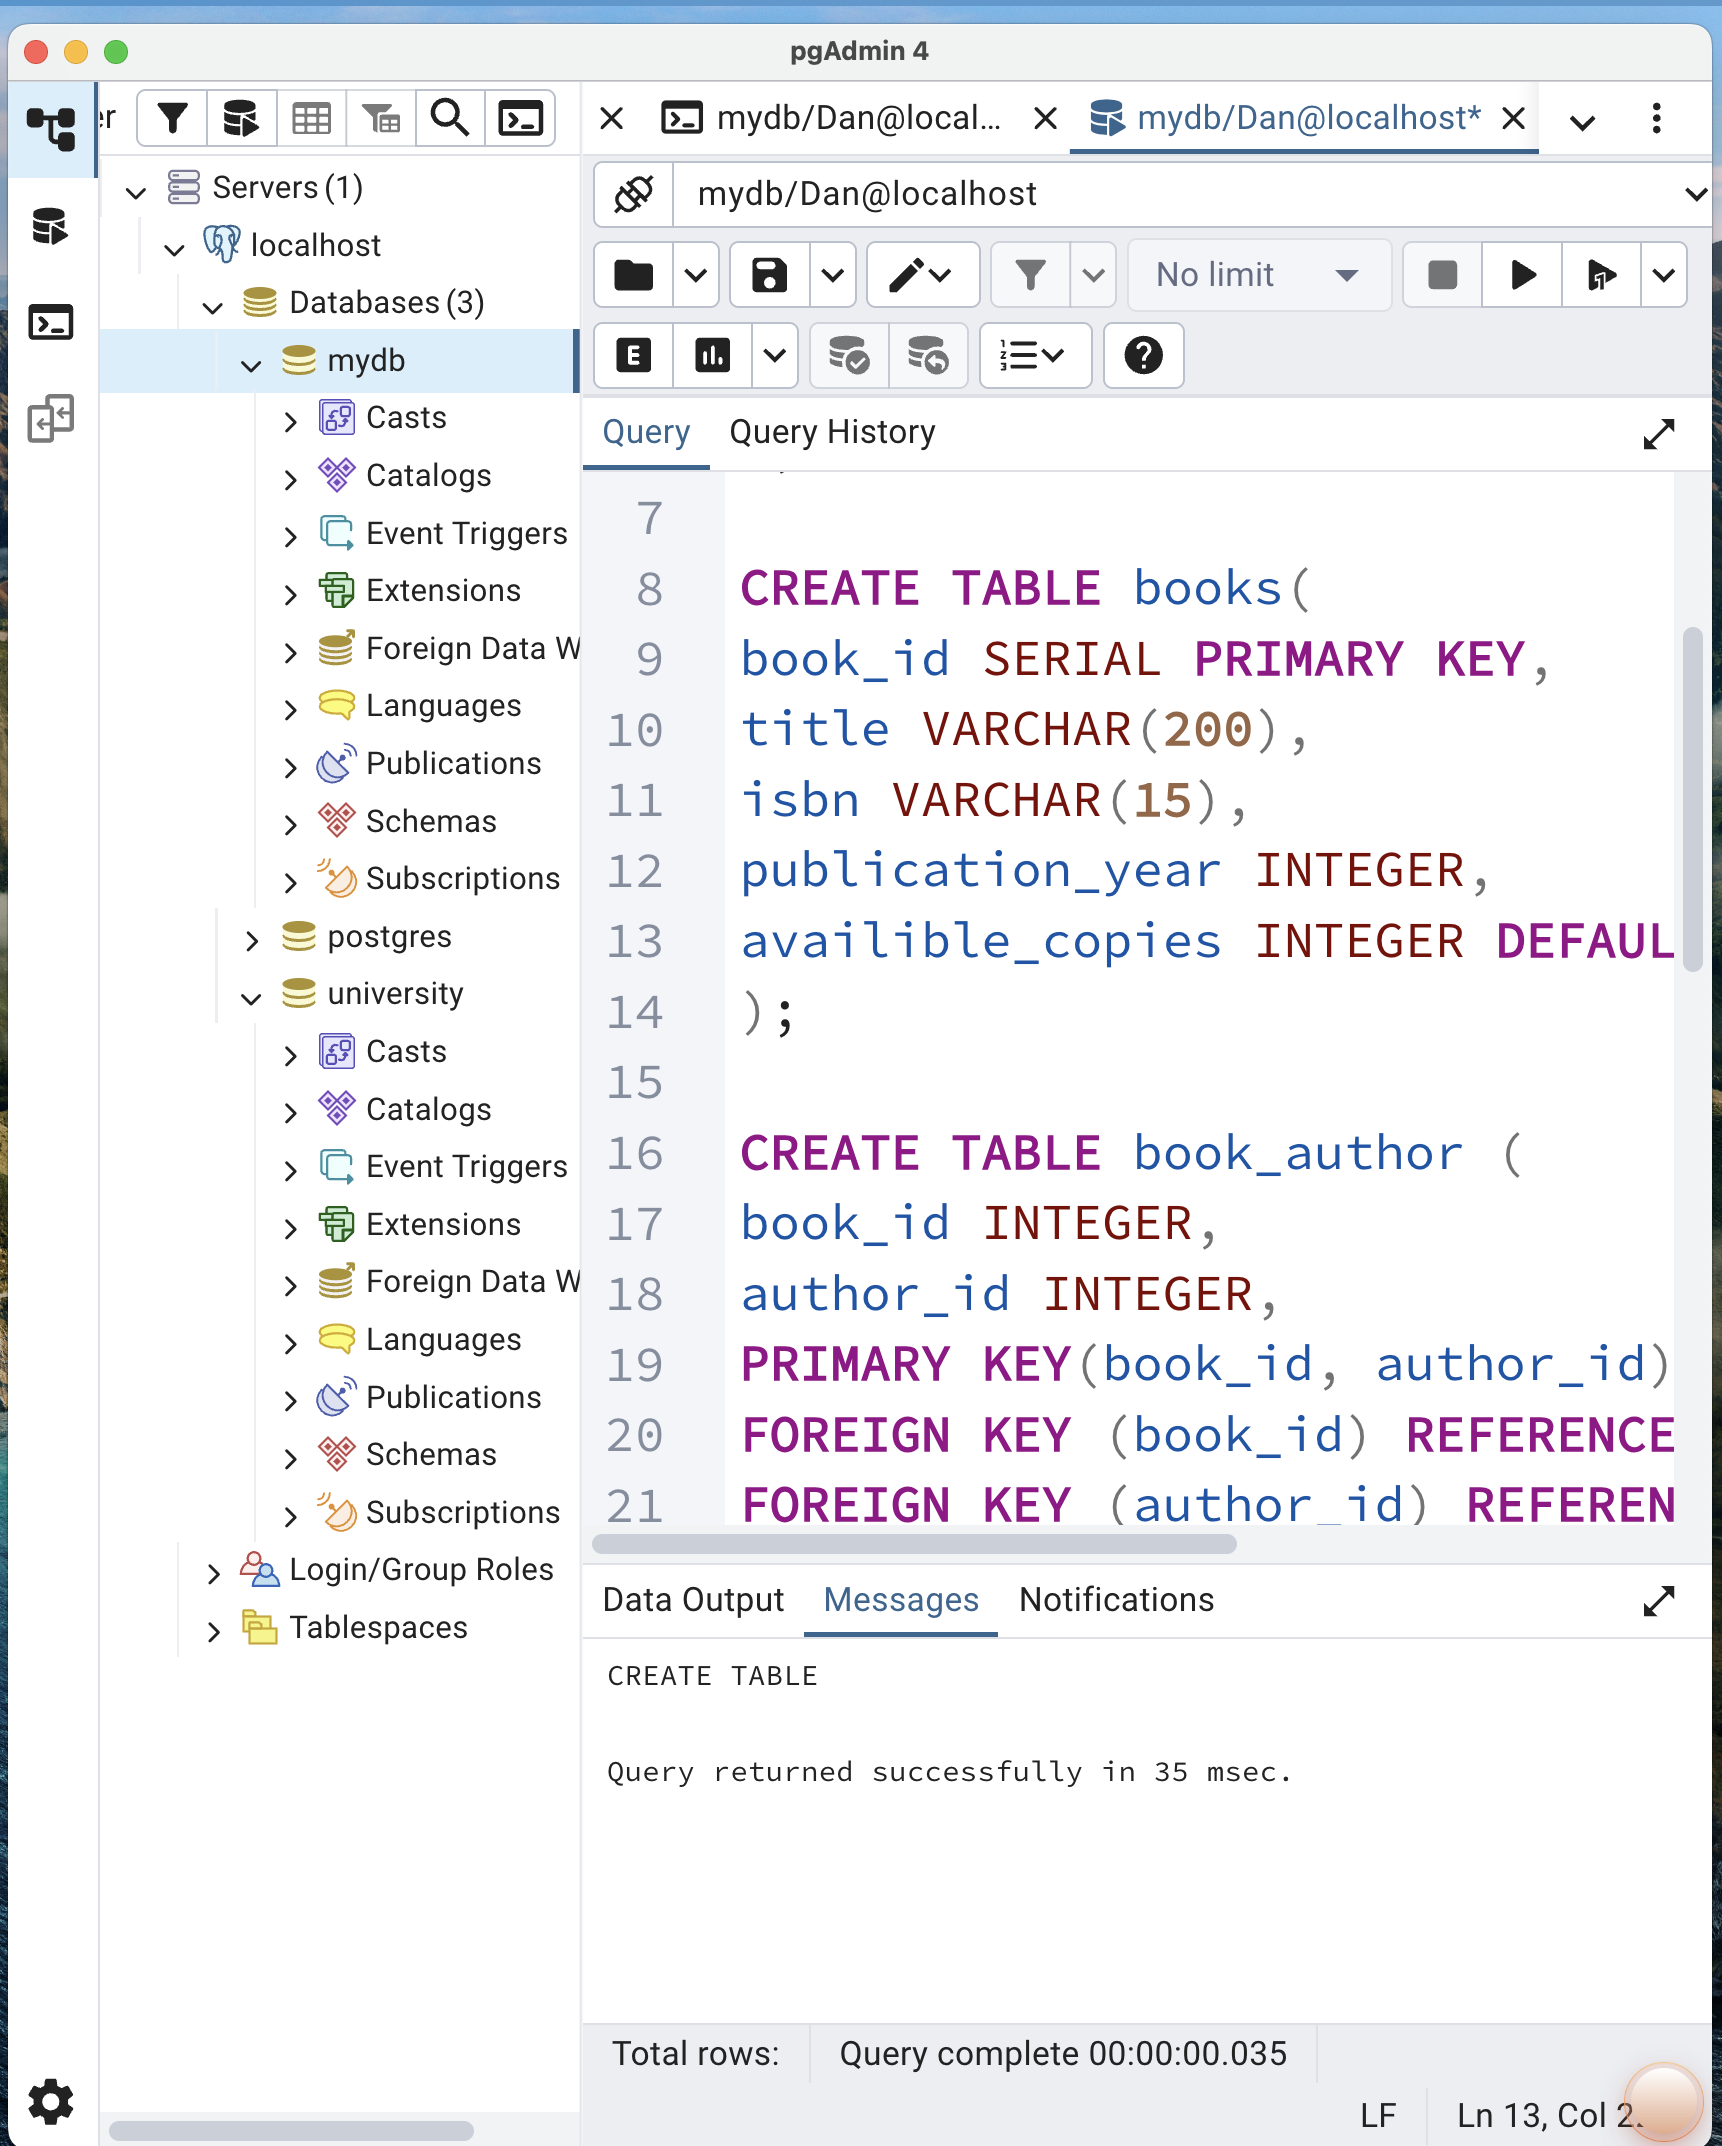 pgAdmin 4
er
mydb/Dan@local...
mydb/Dan@localhost*
Servers (1)
localhost
Databases (3)
mydb
Casts
Catalogs
Event Triggers
Extensions
Foreign Data W
Languages
Publications
Schemas
Subscriptions
postgres
university
Casts
Catalogs
Event Triggers
Extensions
Foreign Data W
Languages
Publications
Schemas
Subscriptions
Login/Group Roles
Tablespaces
mydb/Dan@localhost
No limit
E
Query Query History
7
8 CREATE TABLE books(
9 book_id SERIAL PRIMARY KEY,
10 title VARCHAR(200),
11 isbn VARCHAR(15),
12 publication_year INTEGER,
13 availible_copies INTEGER DEFAUL
14 );
15
16 CREATE TABLE book_author (
17 book_id INTEGER,
18 author_id INTEGER,
19 PRIMARY KEY(book_id, author_id)
20 FOREIGN KEY (book_id) REFERENCE
21 FOREIGN KEY (author_id) REFEREN
Data Output Messages Notifications
CREATE TABLE
Query returned successfully in 35 msec.
Total rows: Query complete 00:00:00.035
LF Ln 13, Col 2